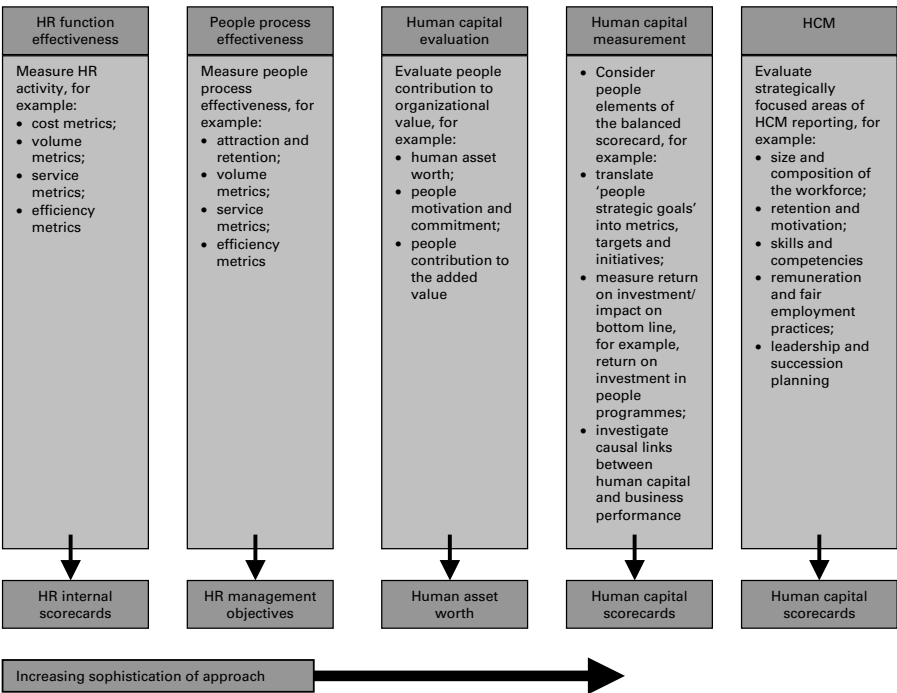 HR function
effectiveness
Measure HR
activity, for
example:
• cost metrics;
• volume
metrics;
• service
metrics;
• efficiency
metrics
HR internal
scorecards
People process
effectiveness
Measure people
process
effectiveness, for
example:
• attraction and
retention;
• volume
metrics;
• service
metrics;
• efficiency
metrics
HR management
objectives
Human capital
evaluation
Evaluate people
contribution to
organizational
value, for
example:
• human asset
worth;
• people
motivation and
commitment;
• people
contribution to
the added
value
Human asset
worth
Human capital
measurement
• Consider
people
elements of
the balanced
scorecard, for
example:
• translate
‘people
strategic goals’
into metrics,
targets and
initiatives;
• measure return
on investment/
impact on
bottom line,
for example,
return on
investment in
people
programmes;
• investigate
causal links
between
human capital
and business
performance
Human capital
scorecards
HCM
Evaluate
strategically
focused areas of
HCM reporting, for
example:
• size and
composition of
the workforce;
• retention and
motivation;
• skills and
competencies
• remuneration
and fair
employment
practices;
• leadership and
succession
planning
Human capital
scorecards
Increasing sophistication of approach